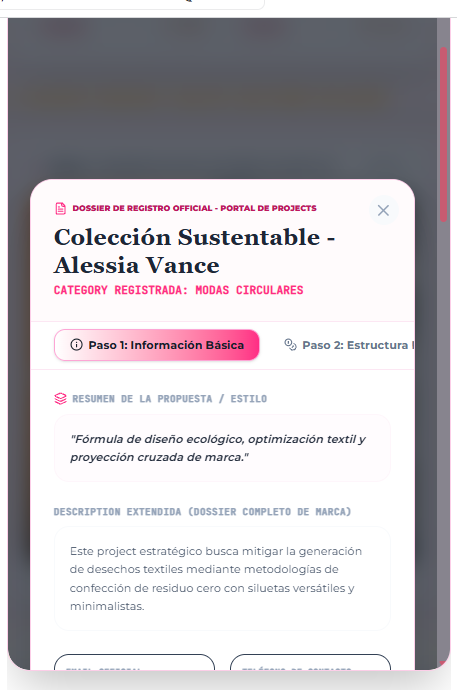 DOSSIER DE REGISTRO OFFICIAL - PORTAL DE PROJECTS
Colección Sustentable -
Alessia Vance
CATEGORY REGISTRADA: MODAS CIRCULARES
Paso 1: Información Básica
Paso 2: Estructura
RESUMEN DE LA PROPUESTA / ESTILO
"Fórmula de diseño ecológico, optimización textil y
proyección cruzada de marca."
DESCRIPTION EXTENDIDA (DOSSIER COMPLETO DE MARCA)
Este project estratégico busca mitigar la generación
de desechos textiles mediante metodologías de
confección de residuo cero con siluetas versátiles y
minimalistas.